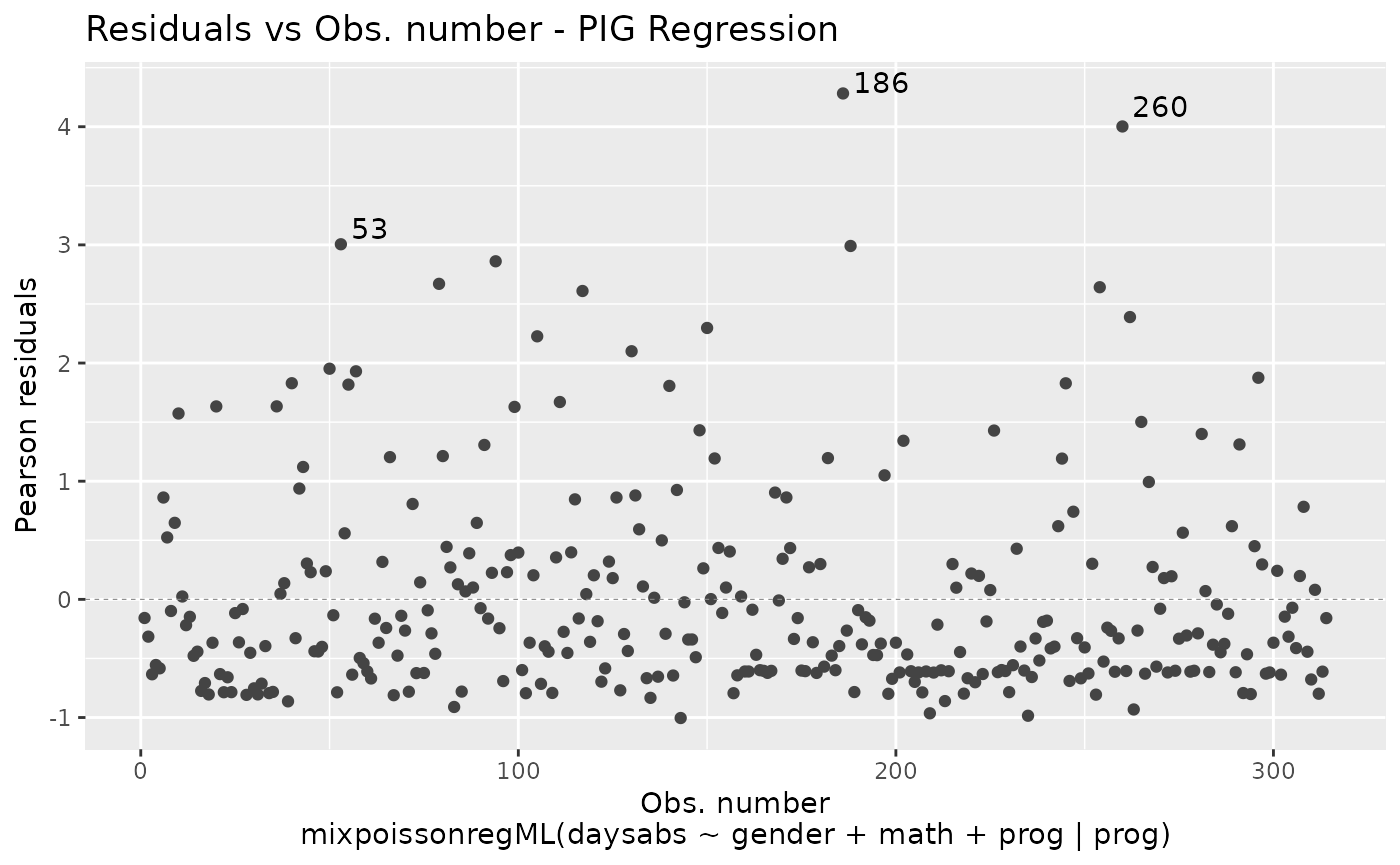 Residuals vs Obs. number - PIG Regression
186
260
53
4
3
2
1
0
-1
Pearson residuals
0 100 200 300
Obs. number
mixpoissonregML(daysabs ~ gender + math + prog | prog)